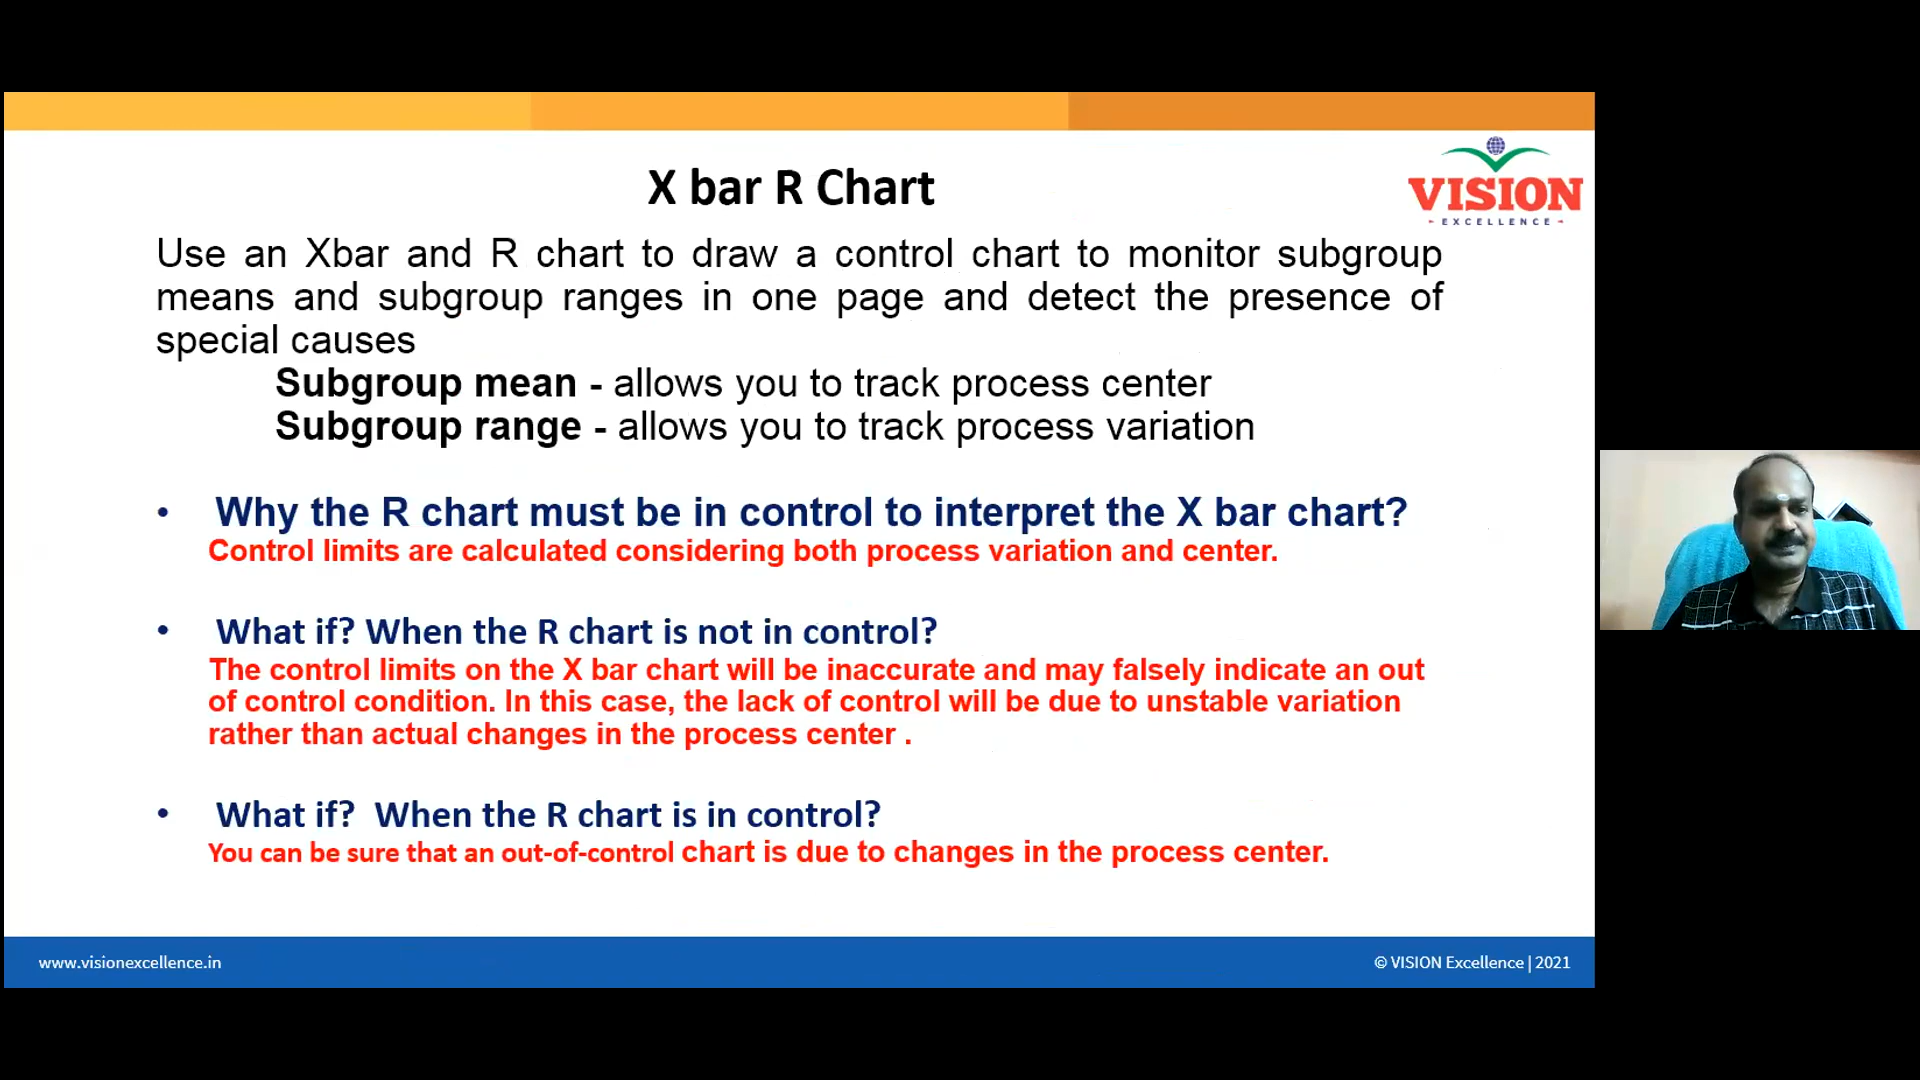 X bar R Chart
VISION
EXCELLENCE
Use an Xbar and R chart to draw a control chart to monitor subgroup
means and subgroup ranges in one page and detect the presence of
special causes
Subgroup mean - allows you to track process center
Subgroup range - allows you to track process variation
• Why the R chart must be in control to interpret the X bar chart?
Control limits are calculated considering both process variation and center.
• What if? When the R chart is not in control?
The control limits on the X bar chart will be inaccurate and may falsely indicate an out
of control condition. In this case, the lack of control will be due to unstable variation
rather than actual changes in the process center .
• What if? When the R chart is in control?
You can be sure that an out-of-control chart is due to changes in the process center.
www.visionexcellence.in
© VISION Excellence | 2021